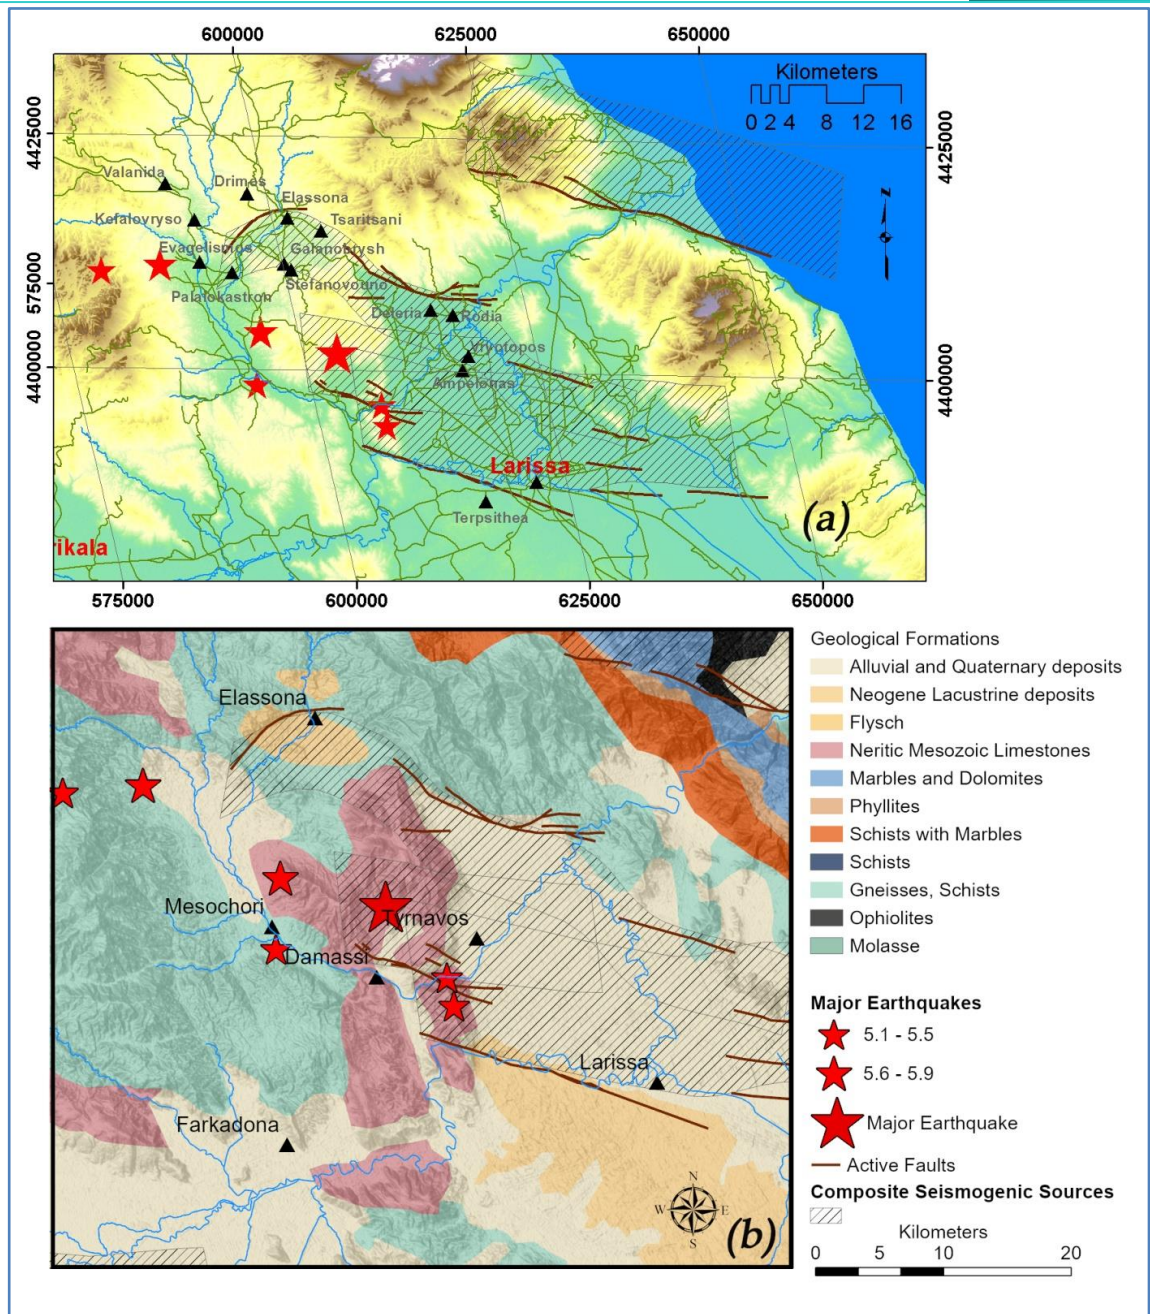 600000 625000 650000
Kilometers
0 2 4 8 12 16
4425000
4425000
Valanida
Drimes
Elassona
Kefalovryso
Tsaritsani
Evagelismos
Galanobrysh
575000
Palaiokastron
Stefanovouno
Deleria
Rodia
Vryotopos
4400000
4400000
Ampelonas
Larissa
Terpsithea
(a)
rikala
575000 600000 625000 650000
Geological Formations
Alluvial and Quaternary deposits
Neogene Lacustrine deposits
Flysch
Neritic Mesozoic Limestones
Marbles and Dolomites
Phyllites
Schists with Marbles
Schists
Gneisses, Schists
Ophiolites
Molasse
Major Earthquakes
5.1 - 5.5
5.6 - 5.9
Major Earthquake
Active Faults
Composite Seismogenic Sources
Kilometers
0 5 10 20
Elassona
Mesochori
Tyrnavos
Damassi
Larissa
Farkadona
N
W E
S
(b)